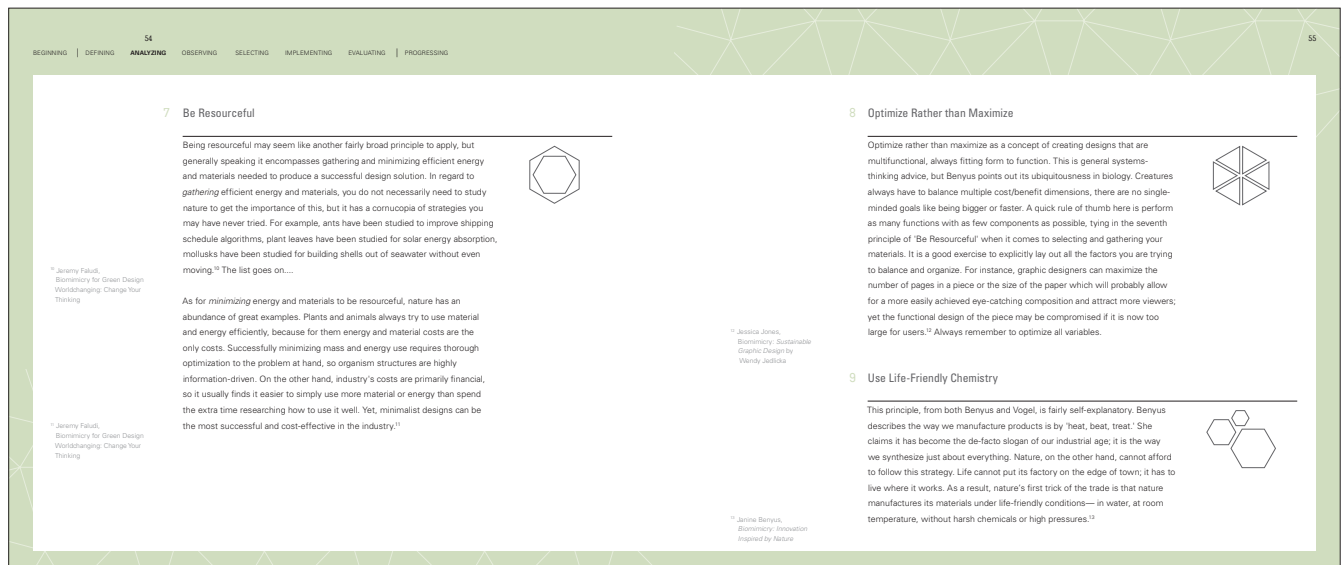 54
BEGINNING | DEFINING ANALYZING OBSERVING SELECTING IMPLEMENTING EVALUATING | PROGRESSING
7 Be Resourceful
Being resourceful may seem like another fairly broad principle to apply, but
generally speaking it encompasses gathering and minimizing efficient energy
and materials needed to produce a successful design solution. In regard to
gathering efficient energy and materials, you do not necessarily need to study
nature to get the importance of this, but it has a cornucopia of strategies you
may have never tried. For example, ants have been studied to improve shipping
schedule algorithms, plant leaves have been studied for solar energy absorption,
mollusks have been studied for building shells out of seawater without even
moving.¹⁰ The list goes on....
¹⁰ Jeremy Faludi,
Biomimicry for Green Design
Worldchanging: Change Your
Thinking
As for minimizing energy and materials to be resourceful, nature has an
abundance of great examples. Plants and animals always try to use material
and energy efficiently, because for them energy and material costs are the
only costs. Successfully minimizing mass and energy use requires thorough
optimization to the problem at hand, so organism structures are highly
information-driven. On the other hand, industry's costs are primarily financial,
so it usually finds it easier to simply use more material or energy than spend
the extra time researching how to use it well. Yet, minimalist designs can be
the most successful and cost-effective in the industry.¹¹
¹¹ Jeremy Faludi,
Biomimicry for Green Design
Worldchanging: Change Your
Thinking
55
8 Optimize Rather than Maximize
Optimize rather than maximize as a concept of creating designs that are
multifunctional, always fitting form to function. This is general systems-
thinking advice, but Benyus points out its ubiquitousness in biology. Creatures
always have to balance multiple cost/benefit dimensions, there are no single-
minded goals like being bigger or faster. A quick rule of thumb here is perform
as many functions with as few components as possible, tying in the seventh
principle of 'Be Resourceful' when it comes to selecting and gathering your
materials. It is a good exercise to explicitly lay out all the factors you are trying
to balance and organize. For instance, graphic designers can maximize the
number of pages in a piece or the size of the paper which will probably allow
for a more easily achieved eye-catching composition and attract more viewers;
yet the functional design of the piece may be compromised if it is now too
large for users.¹² Always remember to optimize all variables.
¹² Jessica Jones,
Biomimicry: Sustainable
Graphic Design by
Wendy Jedlicka
9 Use Life-Friendly Chemistry
This principle, from both Benyus and Vogel, is fairly self-explanatory. Benyus
describes the way we manufacture products is by 'heat, beat, treat.' She
claims it has become the de-facto slogan of our industrial age; it is the way
we synthesize just about everything. Nature, on the other hand, cannot afford
to follow this strategy. Life cannot put its factory on the edge of town; it has to
live where it works. As a result, nature's first trick of the trade is that nature
manufactures its materials under life-friendly conditions— in water, at room
temperature, without harsh chemicals or high pressures.¹³
Janine Benyus,
Biomimicry: Innovation
Inspired by Nature